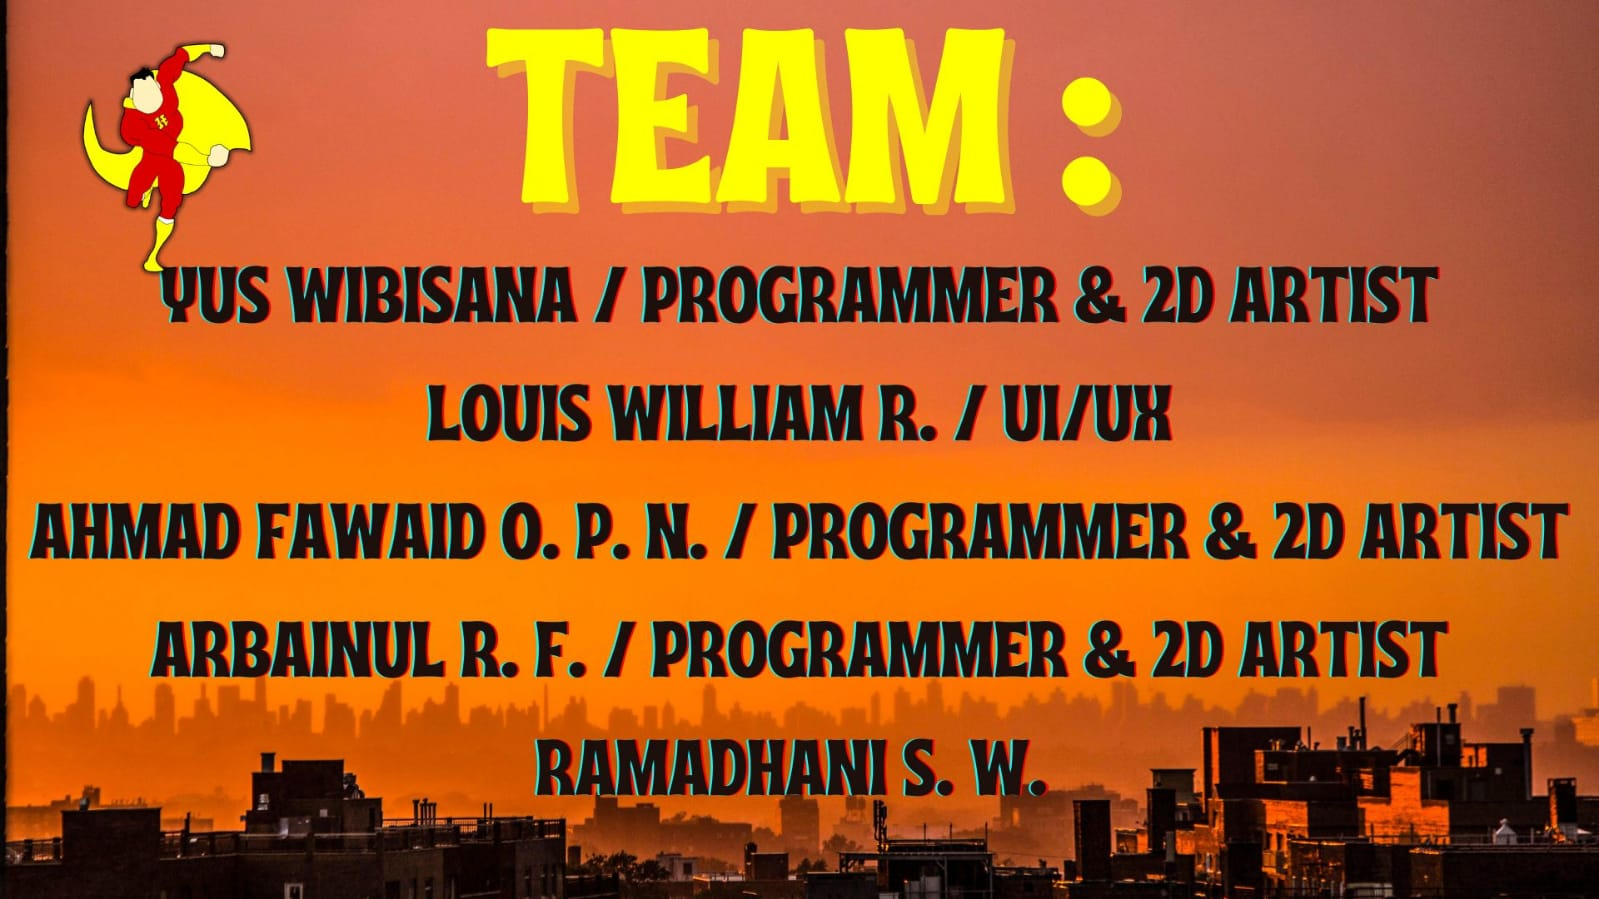 TEAM :
YUS WIBISANA / PROGRAMMER & 2D ARTIST
LOUIS WILLIAM R. / UI/UX
AHMAD FAWAID O. P. N. / PROGRAMMER & 2D ARTIST
ARBAINUL R. F. / PROGRAMMER & 2D ARTIST
RAMADHANI S. W.